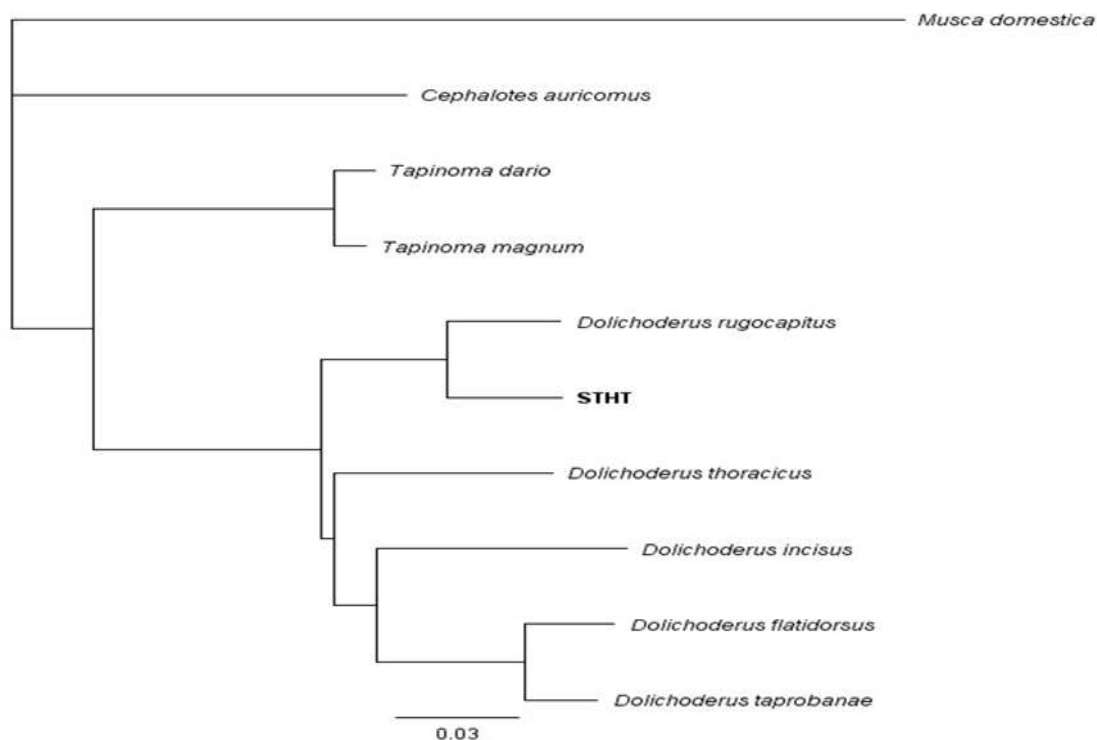 Musca domestica
Cephalotes auricomus
Tapinoma dario
Tapinoma magnum
Dolichoderus rugocapitus
STHT
Dolichoderus thoracicus
Dolichoderus incisus
Dolichoderus flatidorsus
Dolichoderus taprobanae
0.03